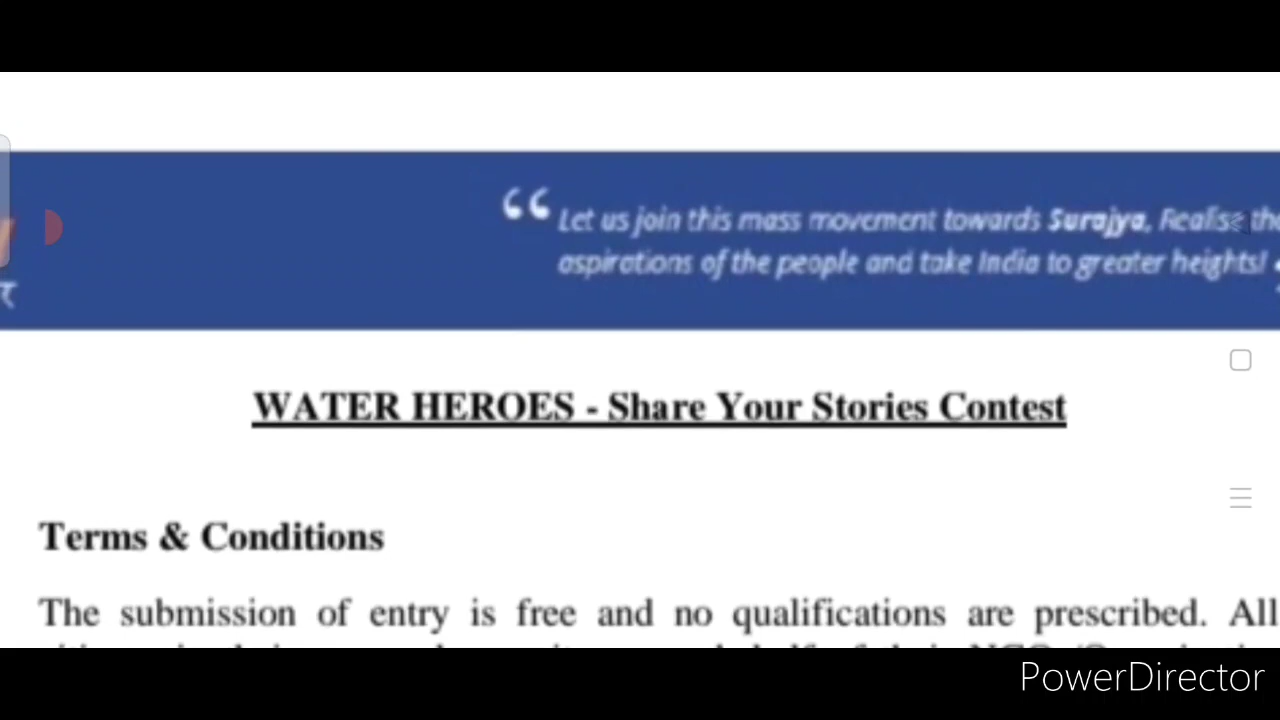 “ Let us join this mass movement towards Surajya, Realise the
aspirations of the people and take India to greater heights!
WATER HEROES - Share Your Stories Contest
Terms & Conditions
The submission of entry is free and no qualifications are prescribed. All
PowerDirector